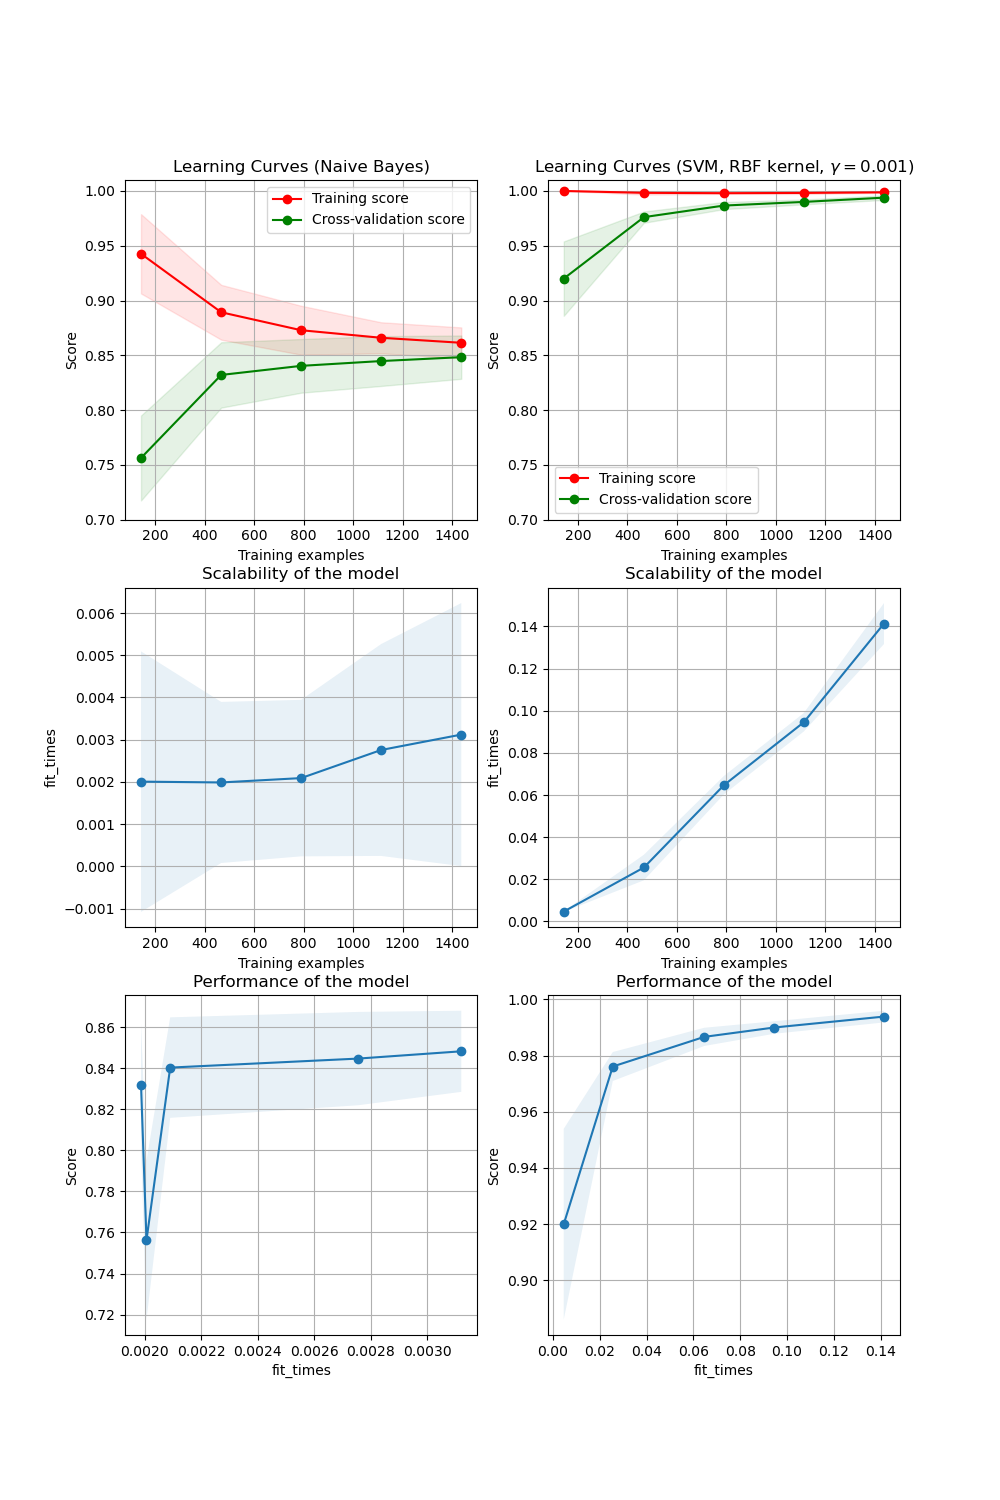 Learning Curves (Naive Bayes)
Learning Curves (SVM, RBF kernel, γ = 0.001)
1.00
0.95
0.90
0.85
0.80
0.75
0.70
Score
Training score
Cross-validation score
200 400 600 800 1000 1200 1400
Training examples
1.00
0.95
0.90
0.85
0.80
0.75
0.70
Score
Training score
Cross-validation score
200 400 600 800 1000 1200 1400
Training examples
Scalability of the model
0.006
0.005
0.004
0.003
0.002
0.001
0.000
−0.001
fit_times
200 400 600 800 1000 1200 1400
Training examples
Scalability of the model
0.14
0.12
0.10
0.08
0.06
0.04
0.02
0.00
fit_times
200 400 600 800 1000 1200 1400
Training examples
Performance of the model
0.86
0.84
0.82
0.80
0.78
0.76
0.74
0.72
Score
0.0020 0.0022 0.0024 0.0026 0.0028 0.0030
fit_times
Performance of the model
1.00
0.98
0.96
0.94
0.92
0.90
Score
0.00 0.02 0.04 0.06 0.08 0.10 0.12 0.14
fit_times